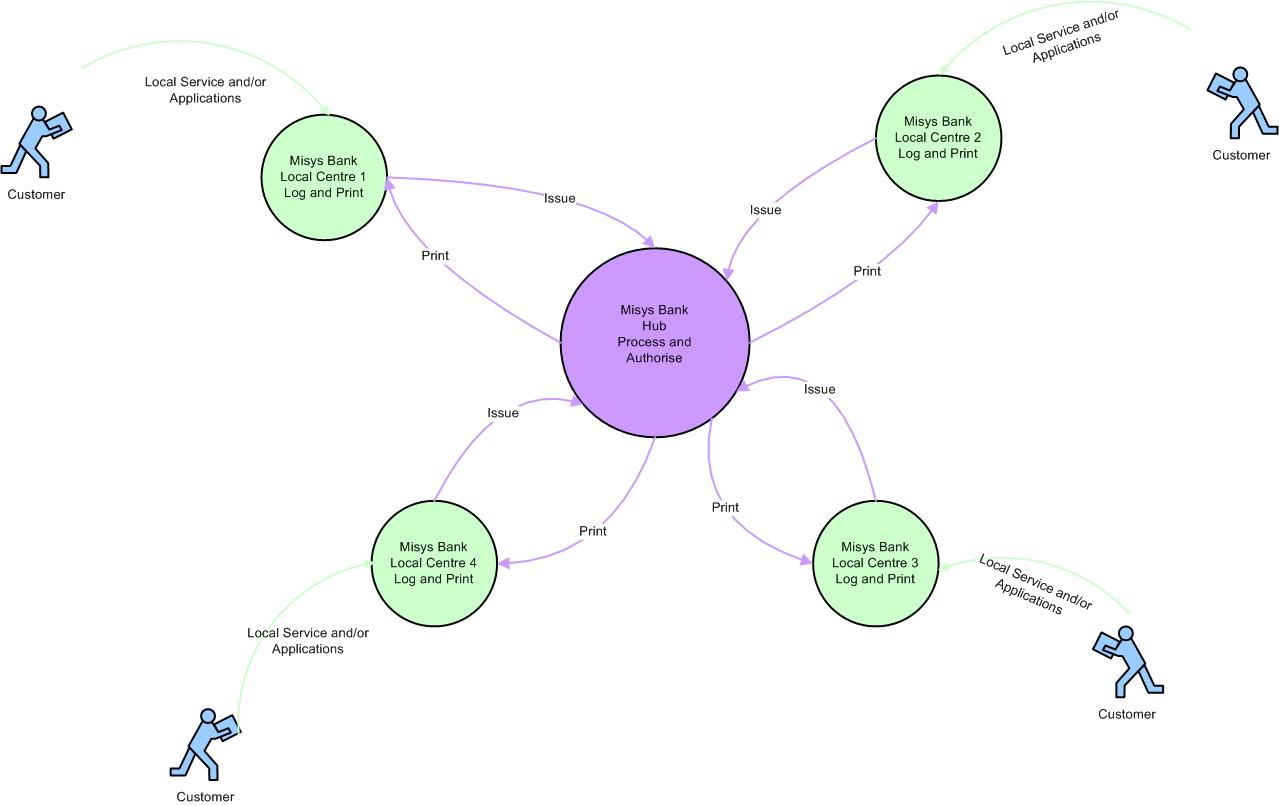 Local Service and/or
Applications
Customer
Misys Bank
Local Centre 1
Log and Print
Local Service and/or
Applications
Customer
Misys Bank
Local Centre 2
Log and Print
Issue
Print
Issue
Print
Misys Bank
Hub
Process and
Authorise
Issue
Print
Issue
Print
Misys Bank
Local Centre 4
Log and Print
Misys Bank
Local Centre 3
Log and Print
Local Service and/or
Applications
Customer
Local Service and/or
Applications
Customer